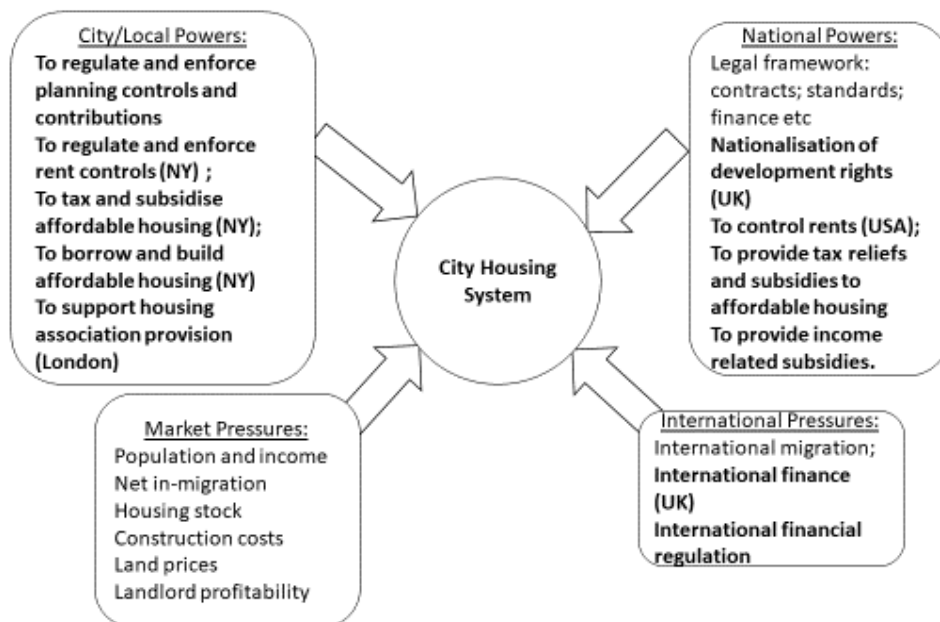 City/Local Powers:
To regulate and enforce
planning controls and
contributions
To regulate and enforce
rent controls (NY) ;
To tax and subsidise
affordable housing (NY);
To borrow and build
affordable housing (NY)
To support housing
association provision
(London)
National Powers:
Legal framework:
contracts; standards;
finance etc
Nationalisation of
development rights
(UK)
To control rents (USA);
To provide tax reliefs
and subsidies to
affordable housing
To provide income
related subsidies.
City Housing
System
Market Pressures:
Population and income
Net in-migration
Housing stock
Construction costs
Land prices
Landlord profitability
International Pressures:
International migration;
International finance
(UK)
International financial
regulation